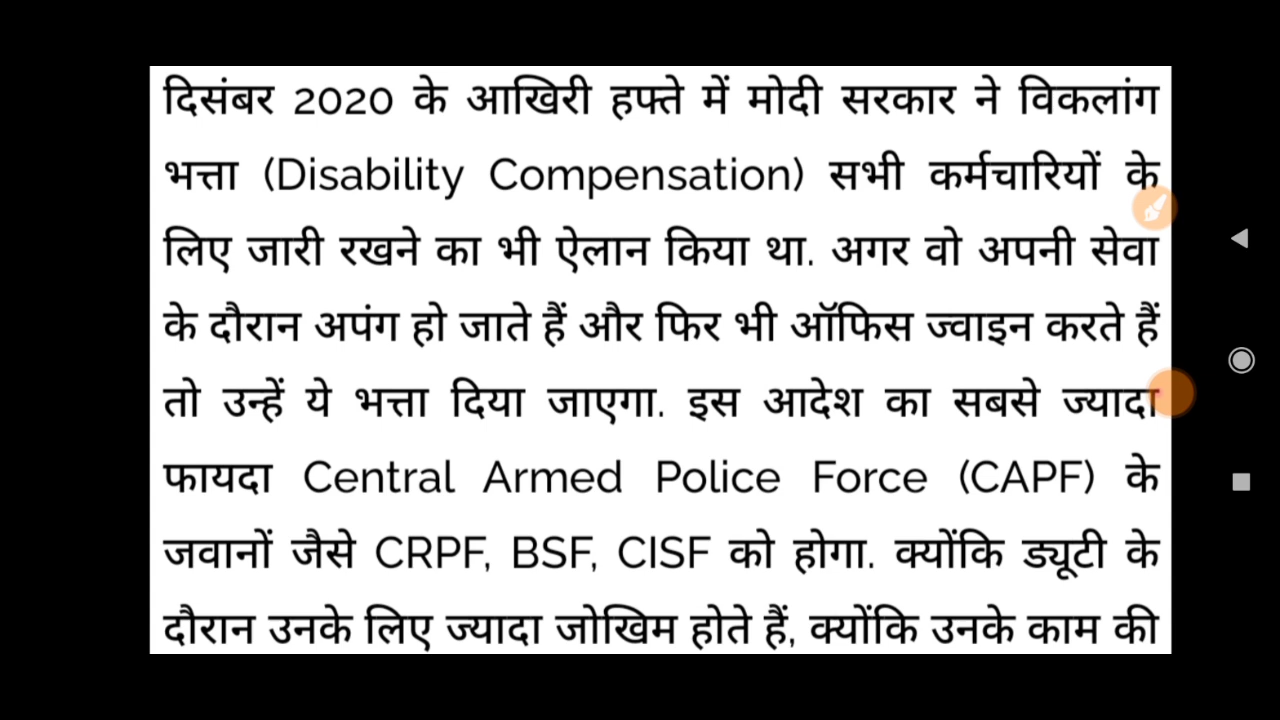 दिसंबर 2020 के आखिरी हफ्ते में मोदी सरकार ने विकलांग
भत्ता (Disability Compensation) सभी कर्मचारियों के
लिए जारी रखने का भी ऐलान किया था. अगर वो अपनी सेवा
के दौरान अपंग हो जाते हैं और फिर भी ऑफिस ज्वाइन करते हैं
तो उन्हें ये भत्ता दिया जाएगा. इस आदेश का सबसे ज्यादा
फायदा Central Armed Police Force (CAPF) के
जवानों जैसे CRPF, BSF, CISF को होगा. क्योंकि ड्यूटी के
दौरान उनके लिए ज्यादा जोखिम होते हैं, क्योंकि उनके काम की